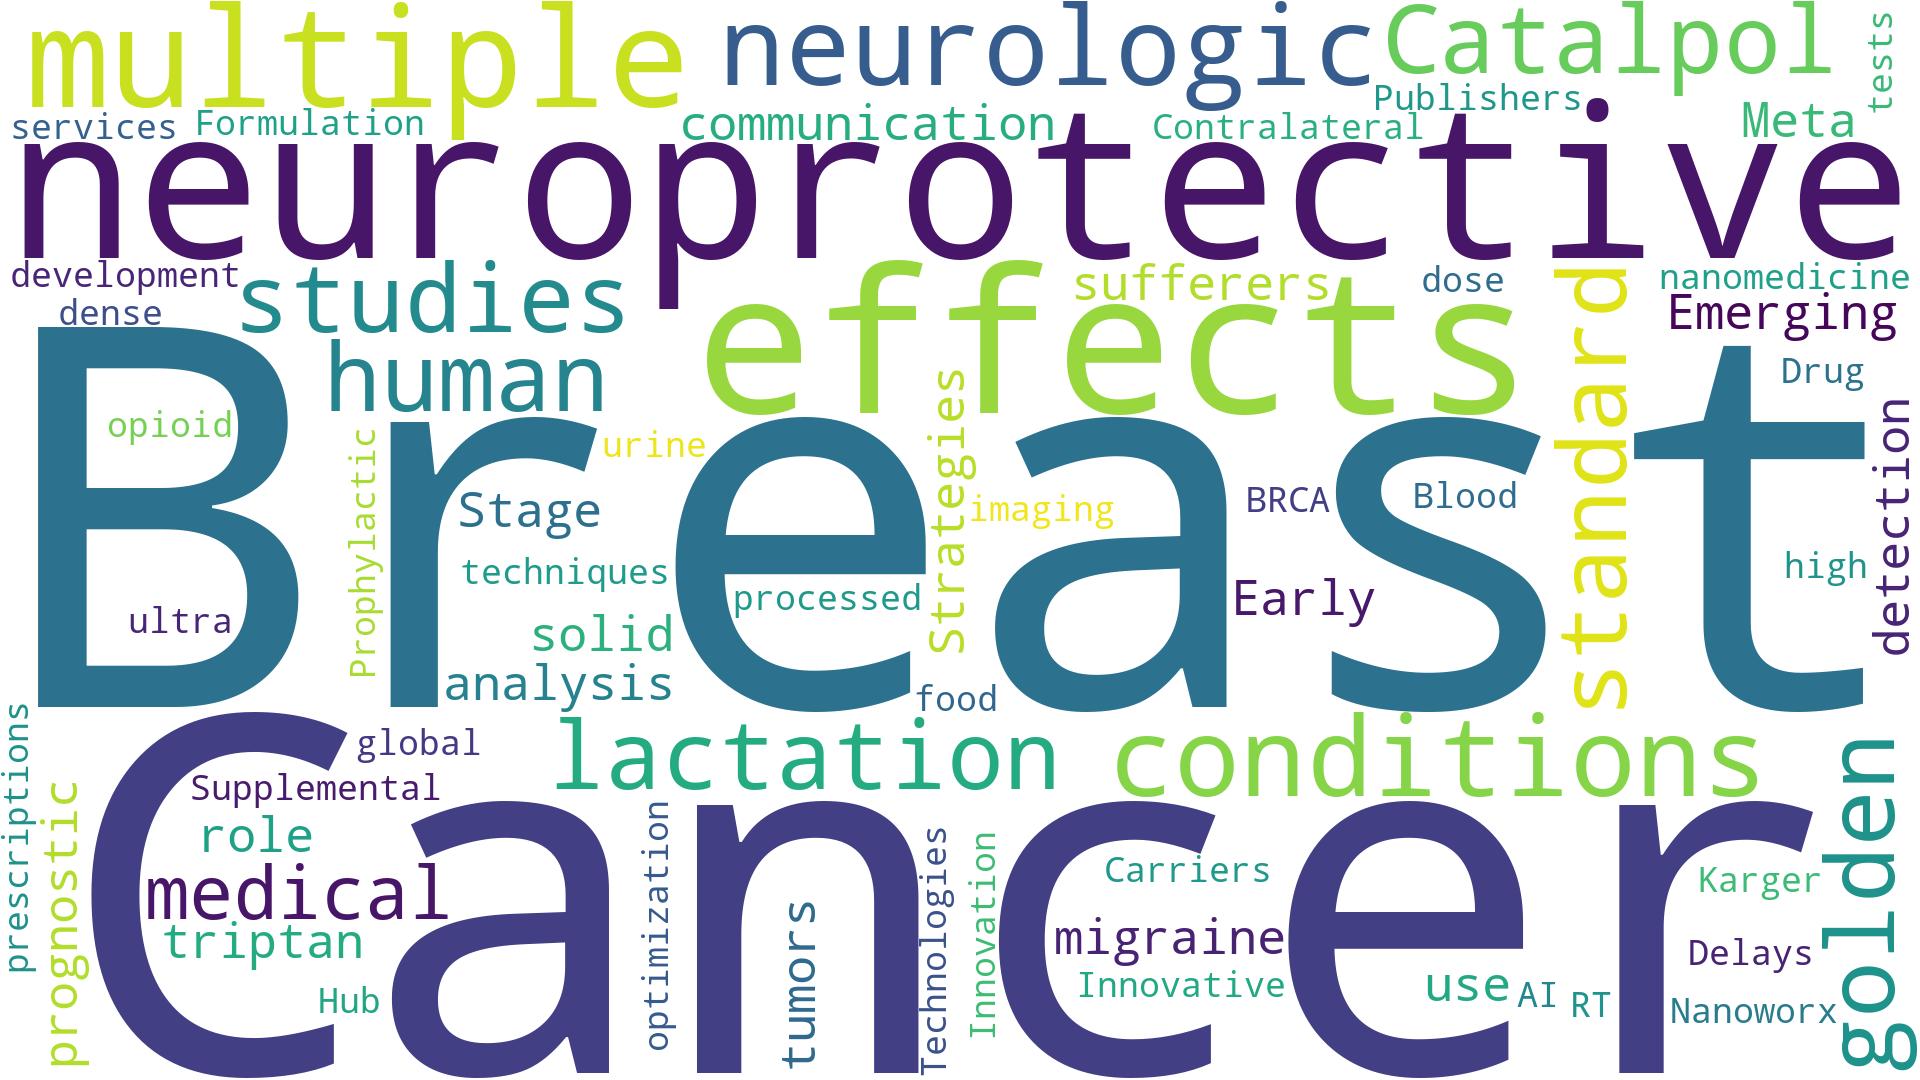 multiple
neurologic
Catalpol
tests
services
Formulation
communication
Contralateral
Publishers
Meta
neuroprotective
development
dense
studies
effects
sufferers
dose
standard
nanomedicine
Emerging
human
Drug
Breast
opioid
Prophylactic
urine
Stage
Strategies
imaging
BRCA
Blood
detection
techniques
processed
Early
high
ultra
solid
analysis
food
prescriptions
global
lactation
conditions
golden
Cancer
Supplemental
prognostic
role
medical
triptan
Hub
optimization
tumors
Technologies
Innovation
Carriers
migraine
Innovative
use
AI
RT
Karger
Delays
Nanoworx